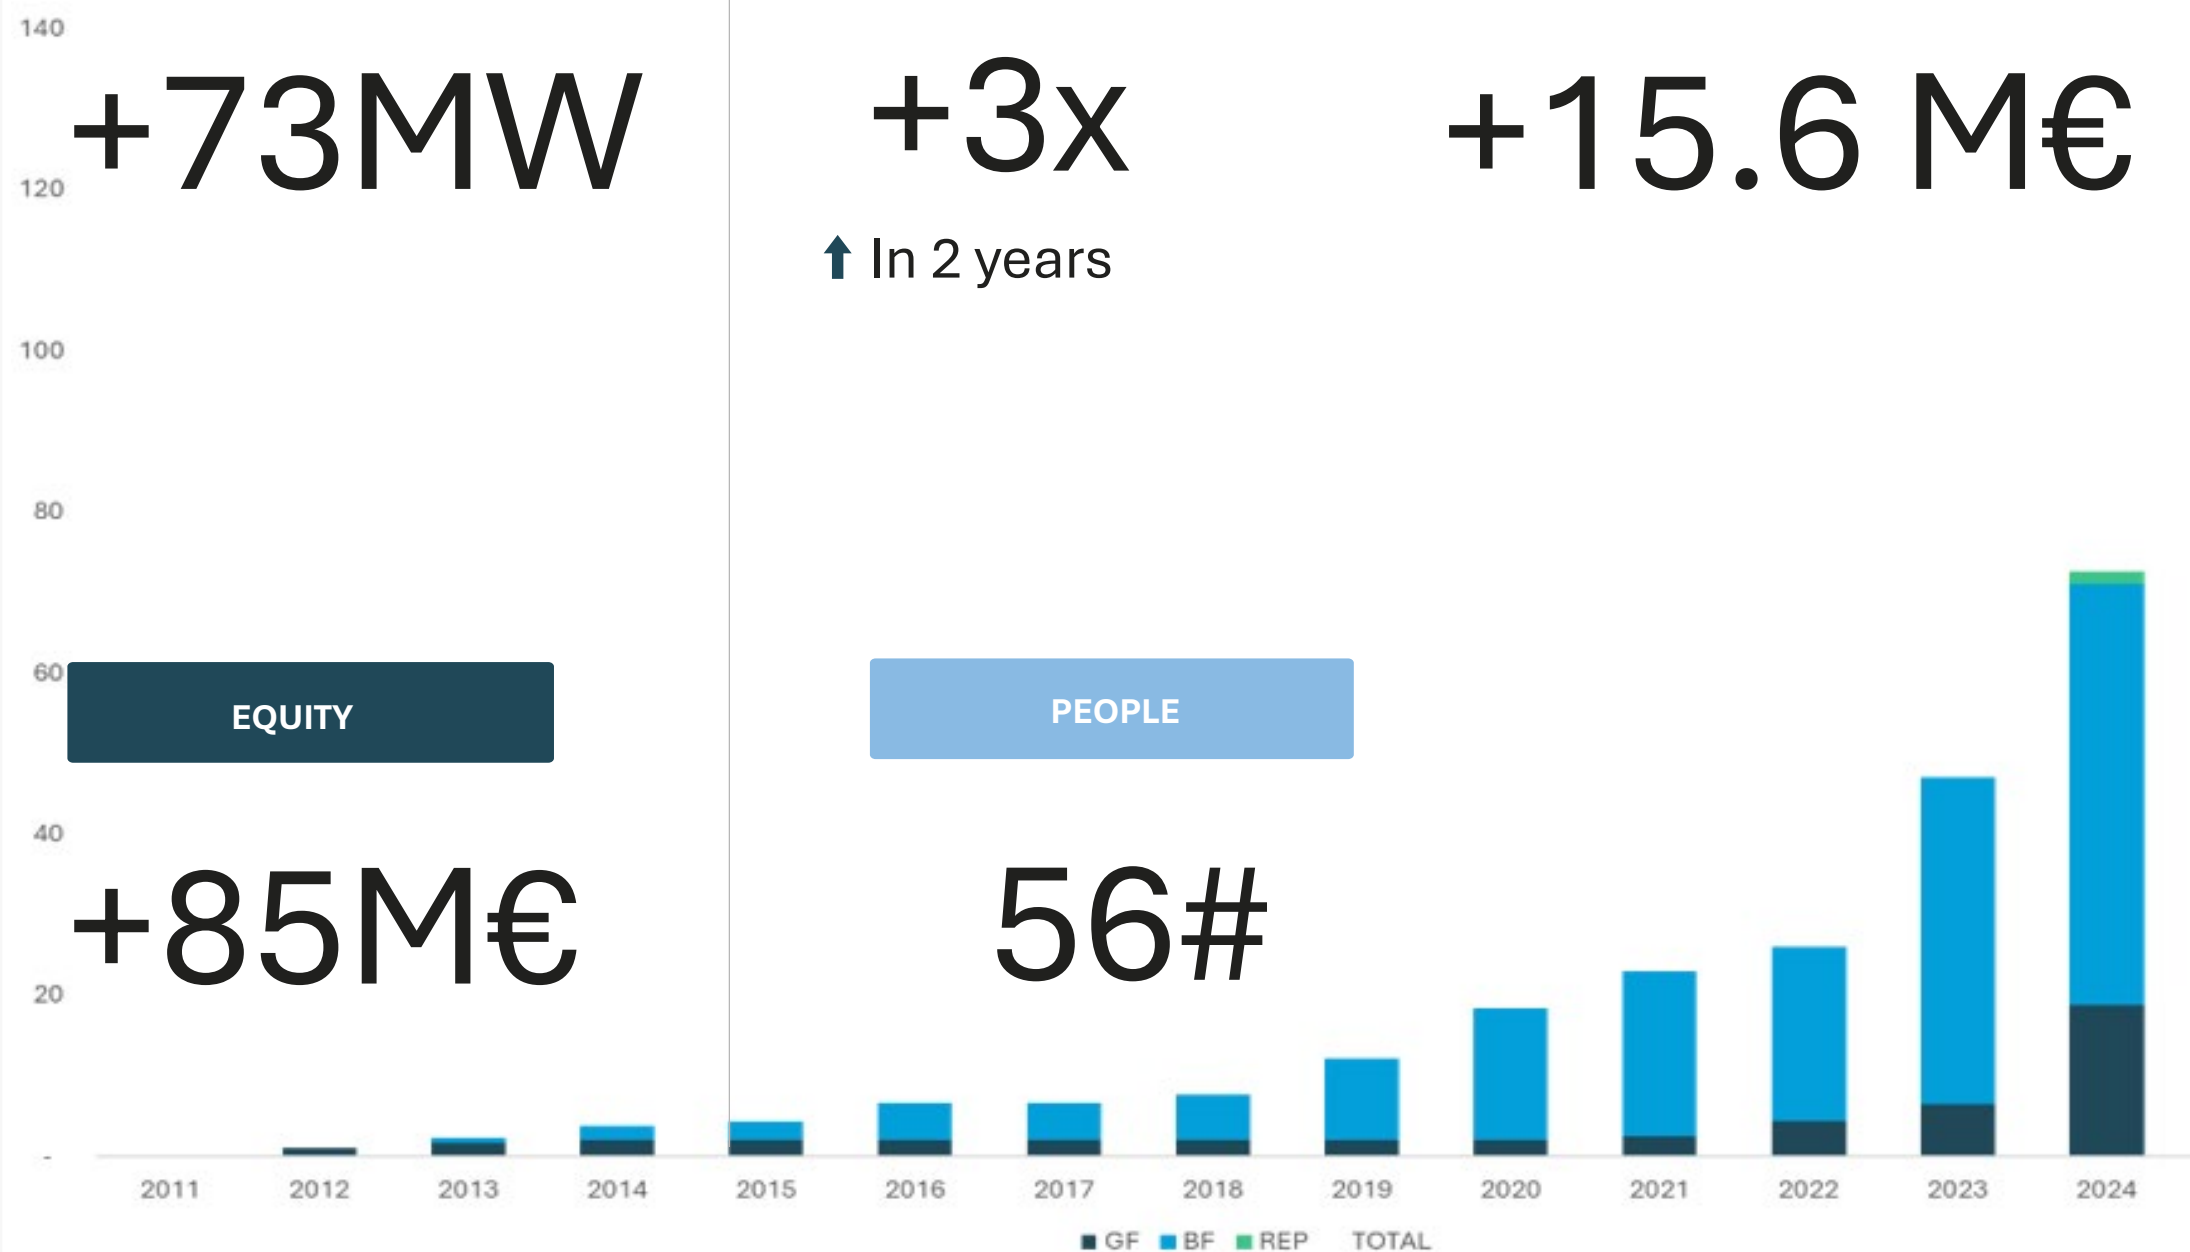 140
+73MW
+3x
+15.6 M€
120
In 2 years
100
80
60
EQUITY
PEOPLE
40
+85M€
56#
20
-
2011 2012 2013 2014 2015 2016 2017 2018 2019 2020 2021 2022 2023 2024
GF BF REP TOTAL